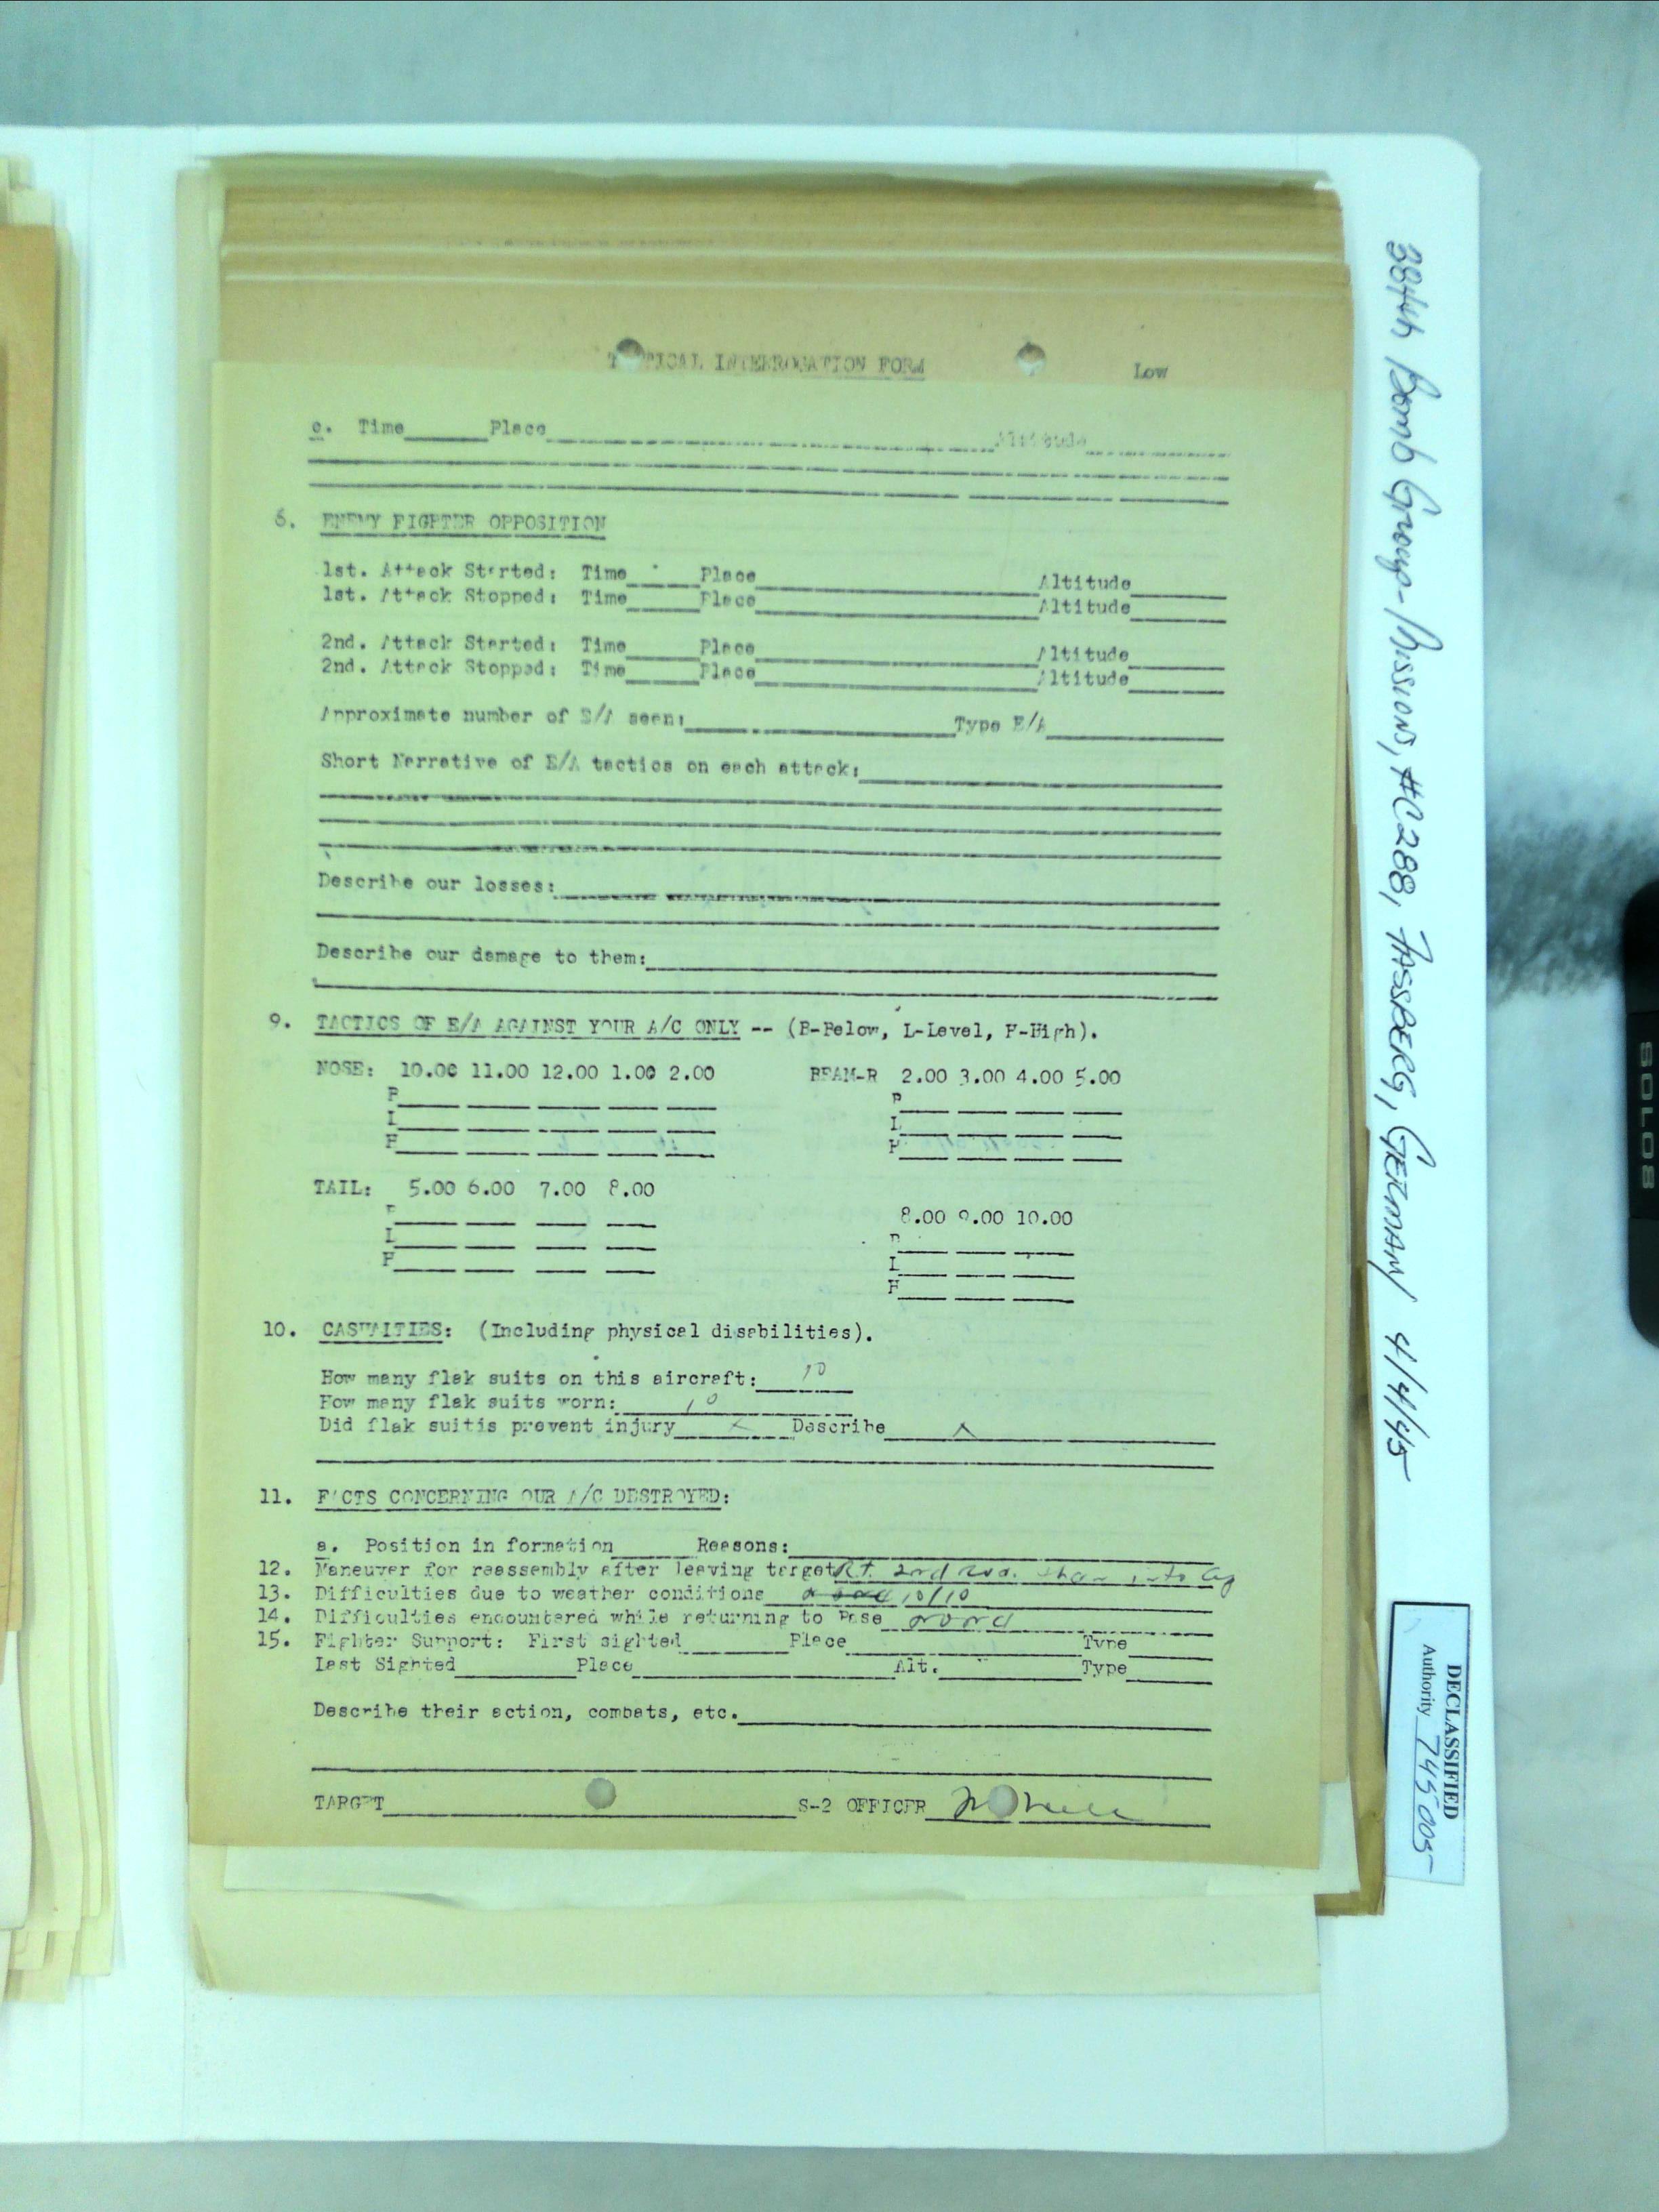 TACTICAL INTERROGATION FORM
Low
c. Time Place Altitude
6. ENEMY FIGHTER OPPOSITION
1st. Attack Started: Time Place Altitude
1st. Attack Stopped: Time Place Altitude
2nd. Attack Started: Time Place Altitude
2nd. Attack Stopped: Time Place Altitude
Approximate number of E/A seen: Type E/A
Short Narrative of E/A tactics on each attack:
Describe our losses:
Describe our damage to them:
9. TACTICS OF E/A AGAINST YOUR A/C ONLY -- (B-Below, L-Level, H-High).
NOSE: 10.00 11.00 12.00 1.00 2.00 BEAM-R 2.00 3.00 4.00 5.00
B B
L L
H H
TAIL: 5.00 6.00 7.00 8.00
8.00 9.00 10.00
B B
L L
H H
10. CASUALTIES: (Including physical disabilities).
How many flak suits on this aircraft: 10
How many flak suits worn: 10
Did flak suitis prevent injury Describe
11. FACTS CONCERNING OUR A/C DESTROYED:
a. Position in formation Reasons:
12. Maneuver for reassembly after leaving target Rt. and
13. Difficulties due to weather conditions 10/10
14. Difficulties encountered while returning to Base none
15. Fighter Support: First sighted Place Type
Last Sighted Place Alt. Type
Describe their action, combats, etc.
TARGET S-2 OFFICER
384th Bomb Group-Missions, #C288, FASSBERG, GERMANY 4/4/45
DECLASSIFIED
Authority 745005
SOLO8